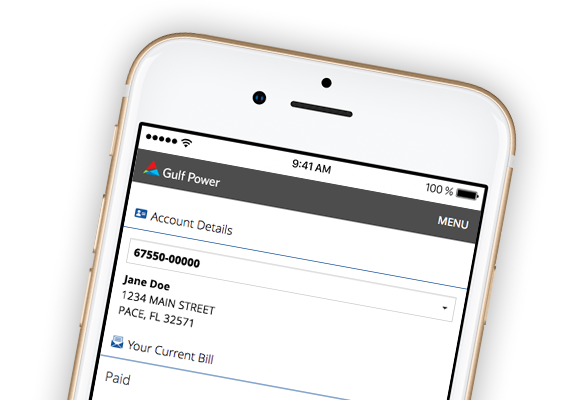 9:41 AM
100 %
Gulf Power
MENU
Account Details
67550-00000
Jane Doe
1234 MAIN STREET
PACE, FL 32571
Your Current Bill
Paid